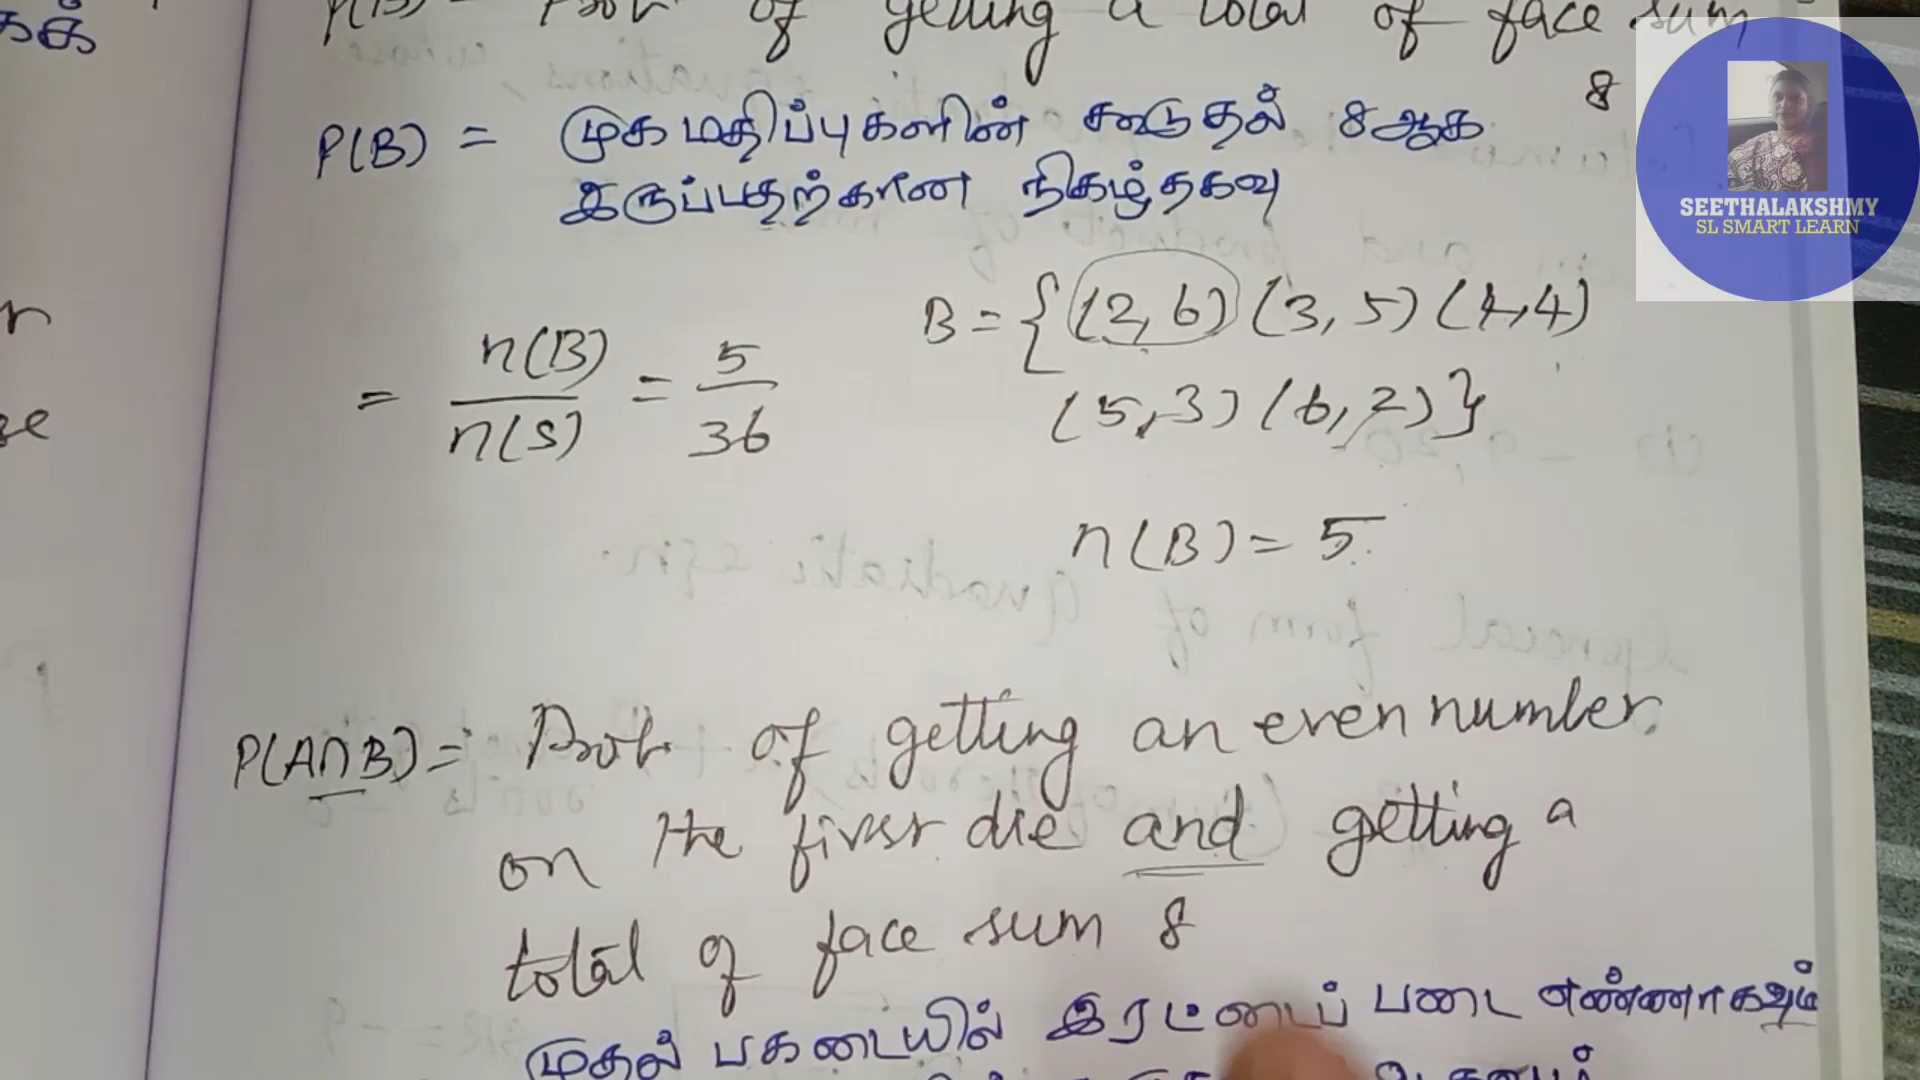 கக்
P(B) = Prob of getting a total of face sum
8
P(B) = முக மதிப்புகளின் கூடுதல் 8 ஆக
இருப்பதற்கான நிகழ்தகவு
B = {(2,6) (3,5) (4,4)
(5,3) (6,2)}
= n(B)/n(S) = 5/36
n(B) = 5
P(A∩B) = Prob of getting an even number
on the first die and getting a
total of face sum 8
முதல் பகடையில் இரட்டைப் படை எண்ணாகவும்
SEETHALAKSHMY
SL SMART LEARN